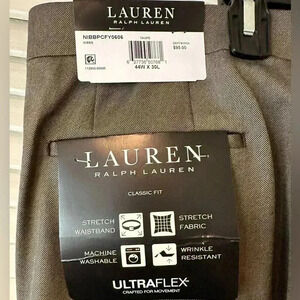 LAUREN
RALPH LAUREN
NIBBPCFY0606
TAUPE
$95.00
44W X 30L
LAUREN
RALPH LAUREN
CLASSIC FIT
STRETCH WAISTBAND
STRETCH FABRIC
MACHINE WASHABLE
WRINKLE RESISTANT
ULTRAFLEX
CRAFTED FOR MOVEMENT